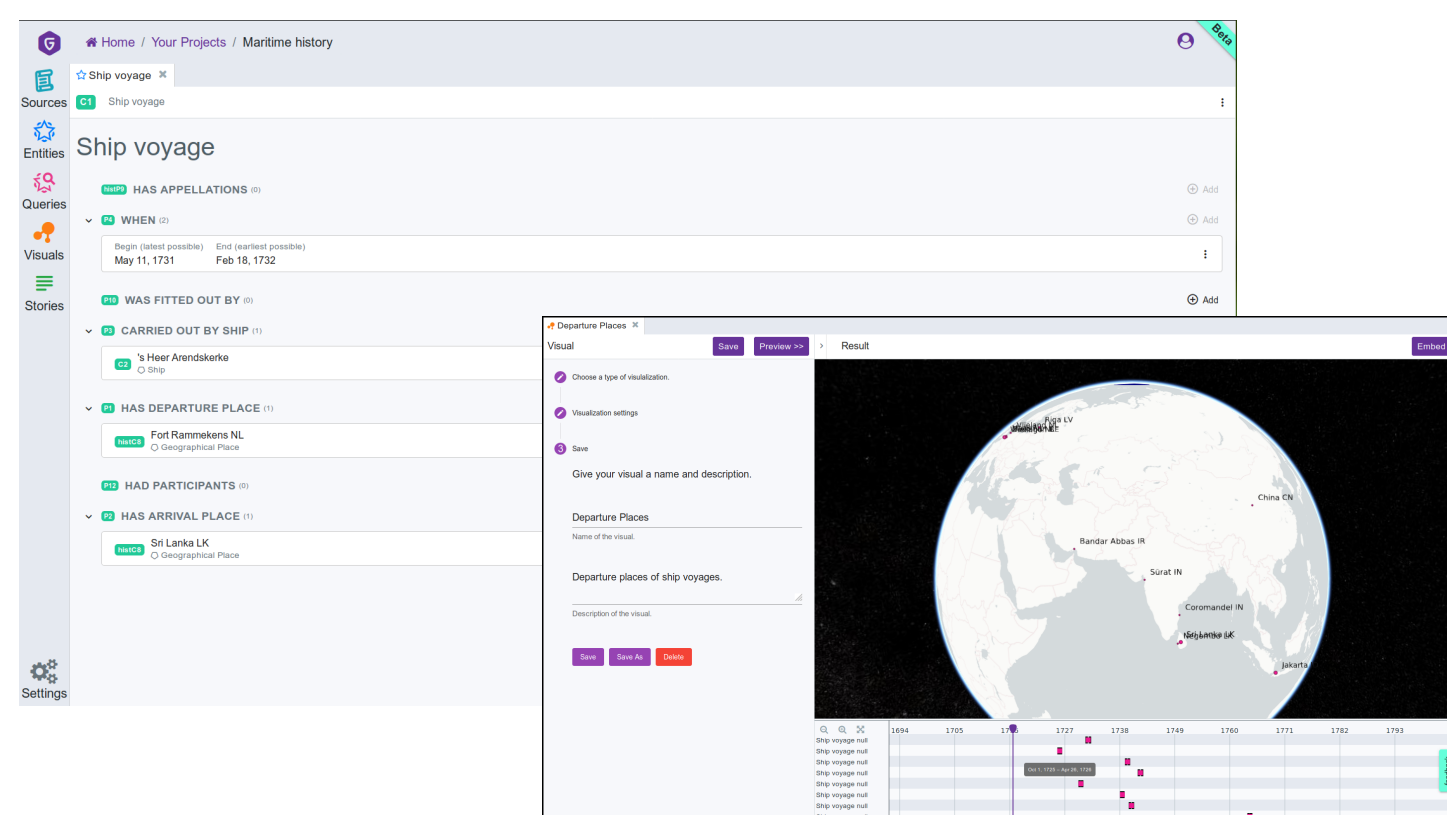 Home / Your Projects / Maritime history
Beta
Ship voyage
Sources
C1 Ship voyage
Entities
Ship voyage
histP9 HAS APPELLATIONS (0) Add
Queries
P4 WHEN (2) Add
Visuals
Begin (latest possible) End (earliest possible)
May 11, 1731 Feb 18, 1732
Stories
P10 WAS FITTED OUT BY (0) Add
P3 CARRIED OUT BY SHIP (1)
C2 's Heer Arendskerke
Ship
P1 HAS DEPARTURE PLACE (1)
histC8 Fort Rammekens NL
Geographical Place
P12 HAD PARTICIPANTS (0)
P2 HAS ARRIVAL PLACE (1)
histC8 Sri Lanka LK
Geographical Place
Settings
Departure Places
Visual Save Preview >>
Result Embed
Choose a type of visulalization.
Visualization settings
3 Save
Give your visual a name and description.
Departure Places
Name of the visual.
Departure places of ship voyages.
Description of the visual.
Save Save As Delete
Riga LV
China CN
Bandar Abbas IR
Sūrat IN
Coromandel IN
Sri Lanka LK
Jakarta
1694 1705 1727 1738 1749 1760 1771 1782 1793
Ship voyage null
Ship voyage null
Ship voyage null
Ship voyage null
Ship voyage null
Ship voyage null
Ship voyage null